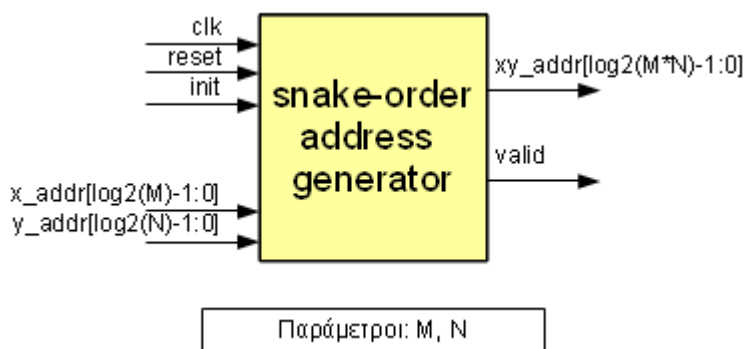 clk
reset
init
x_addr[log2(M)-1:0]
y_addr[log2(N)-1:0]
snake-order
address
generator
xy_addr[log2(M*N)-1:0]
valid
Παράμετροι: M, N